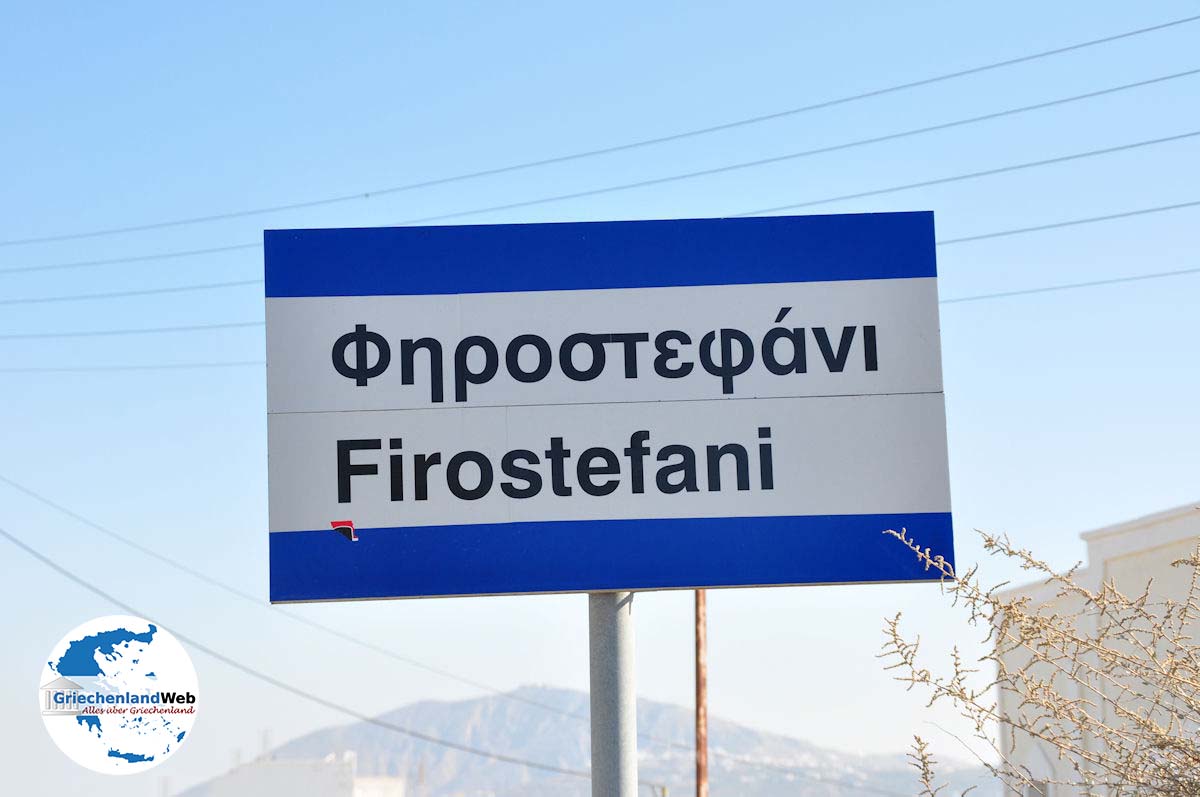 Φηροστεφάνι
Firostefani
GriechenlandWeb
Alles über Griechenland